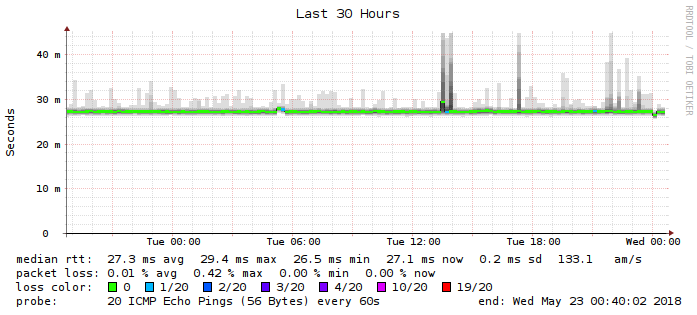 Last 30 Hours
RRDTOOL / TOBI OETIKER
Seconds
40 m
30 m
20 m
10 m
0
Tue 00:00 Tue 06:00 Tue 12:00 Tue 18:00 Wed 00:00
median rtt: 27.3 ms avg 29.4 ms max 26.5 ms min 27.1 ms now 0.2 ms sd 133.1 am/s
packet loss: 0.01 % avg 0.42 % max 0.00 % min 0.00 % now
loss color: 0 1/20 2/20 3/20 4/20 10/20 19/20
probe: 20 ICMP Echo Pings (56 Bytes) every 60s end: Wed May 23 00:40:02 2018